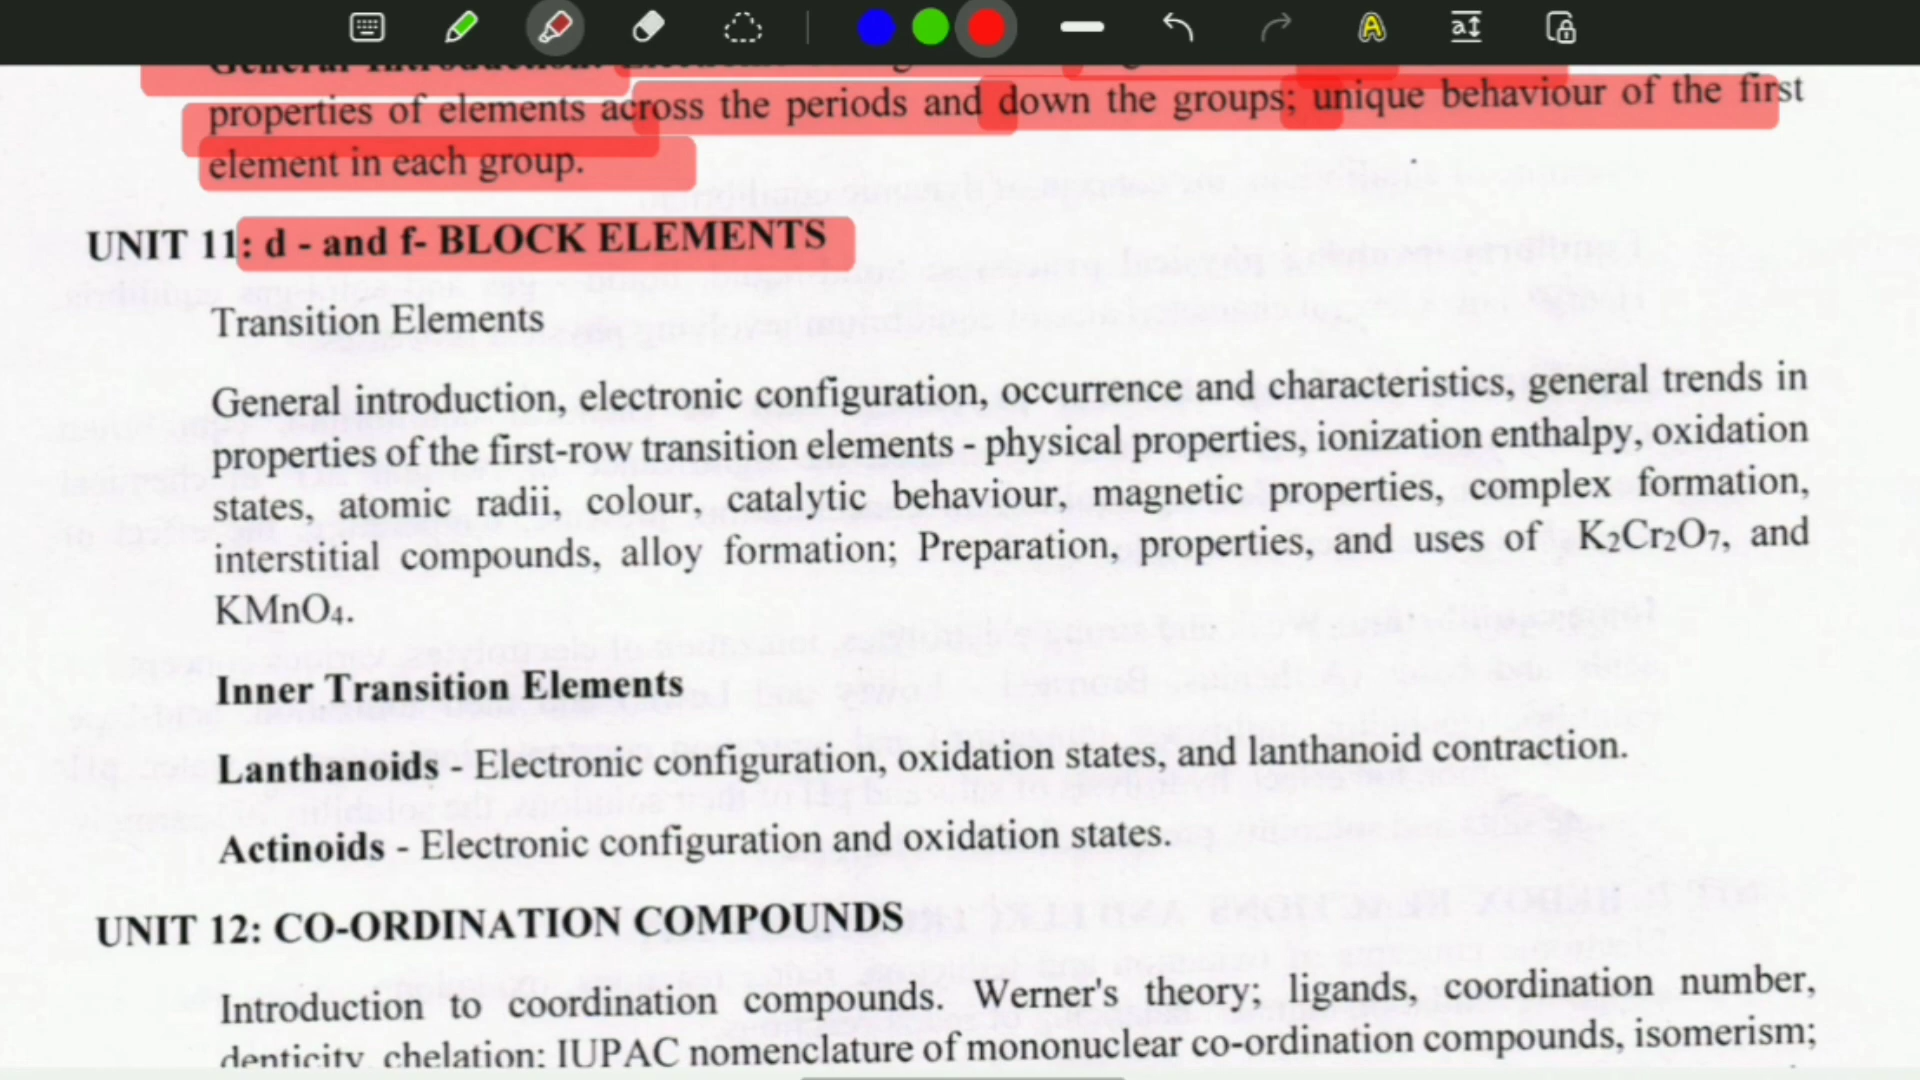 General Introduction:
properties of elements across the periods and down the groups; unique behaviour of the first
element in each group.
UNIT 11: d - and f- BLOCK ELEMENTS
Transition Elements
General introduction, electronic configuration, occurrence and characteristics, general trends in
properties of the first-row transition elements - physical properties, ionization enthalpy, oxidation
states, atomic radii, colour, catalytic behaviour, magnetic properties, complex formation,
interstitial compounds, alloy formation; Preparation, properties, and uses of K2Cr2O7, and
KMnO4.
Inner Transition Elements
Lanthanoids - Electronic configuration, oxidation states, and lanthanoid contraction.
Actinoids - Electronic configuration and oxidation states.
UNIT 12: CO-ORDINATION COMPOUNDS
Introduction to coordination compounds. Werner's theory; ligands, coordination number,
denticity, chelation; IUPAC nomenclature of mononuclear co-ordination compounds, isomerism;